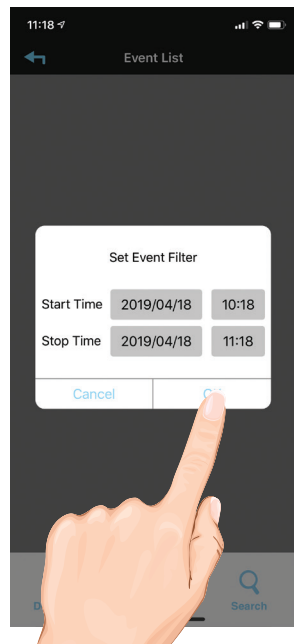 11:18
Event List
Set Event Filter
Start Time 2019/04/18 10:18
Stop Time 2019/04/18 11:18
Cancel
Search